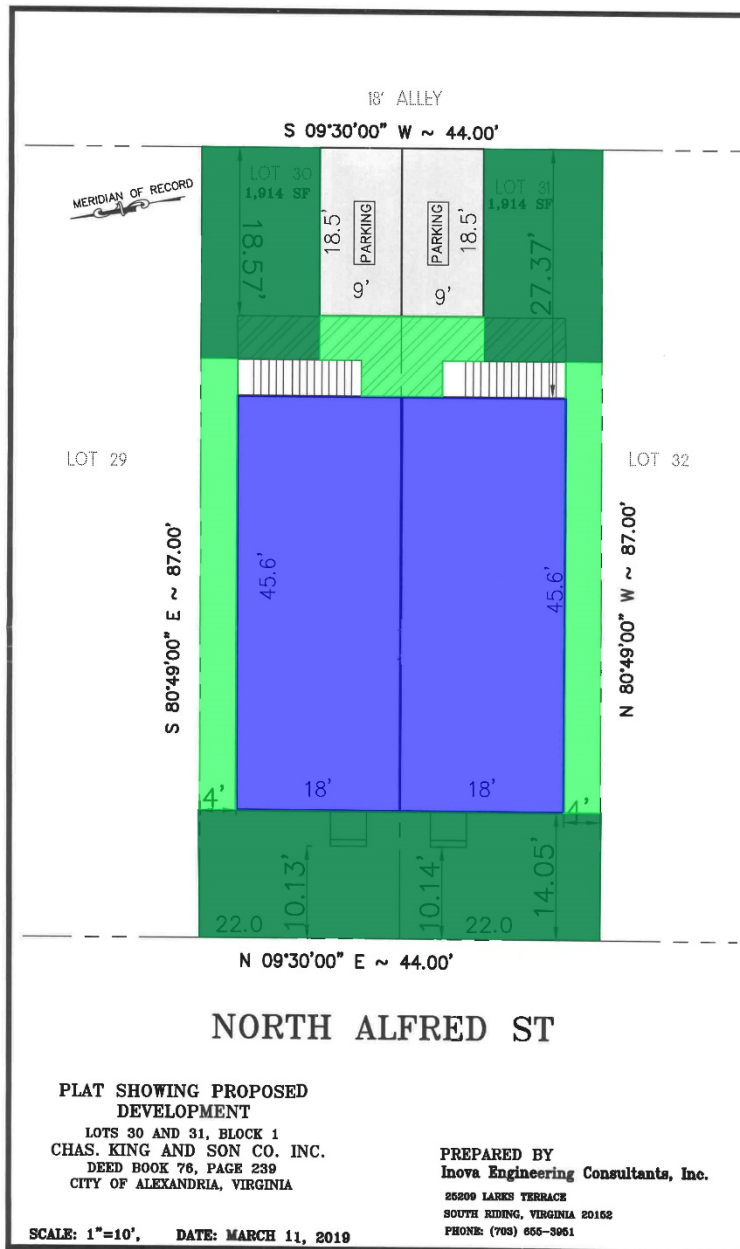 18' ALLEY
S 09°30'00" W ~ 44.00'
MERIDIAN OF RECORD
LOT 30
1,914 SF
LOT 31
1,914 SF
18.57'
18.5'
PARKING
9'
PARKING
18.5'
9'
27.37'
LOT 29
LOT 32
S 80°49'00" E ~ 87.00'
45.6'
45.6'
N 80°49'00" W ~ 87.00'
4'
18'
18'
4'
10.13'
10.14'
14.05'
22.0
22.0
N 09°30'00" E ~ 44.00'
NORTH ALFRED ST
PLAT SHOWING PROPOSED
DEVELOPMENT
LOTS 30 AND 31, BLOCK 1
CHAS. KING AND SON CO. INC.
DEED BOOK 76, PAGE 239
CITY OF ALEXANDRIA, VIRGINIA
SCALE: 1"=10', DATE: MARCH 11, 2019
PREPARED BY
Inova Engineering Consultants, Inc.
25209 LARKS TERRACE
SOUTH RIDING, VIRGINIA 20152
PHONE: (703) 655-3951